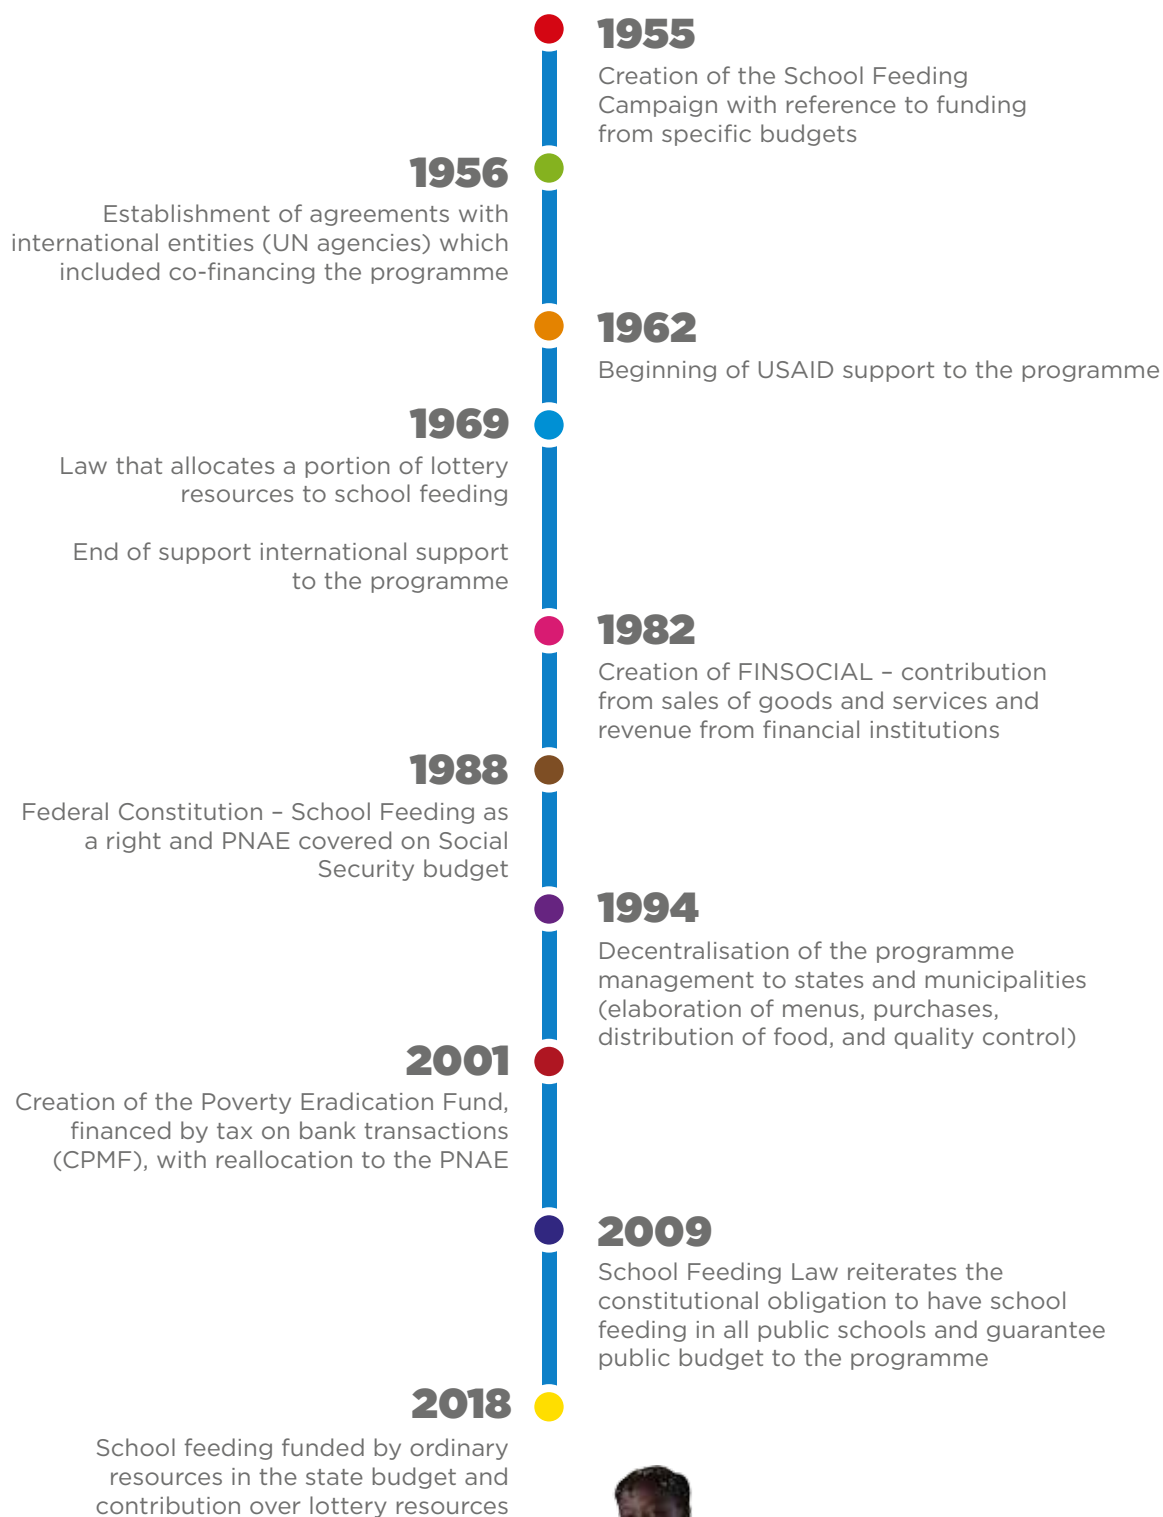 1955
Creation of the School Feeding
Campaign with reference to funding
from specific budgets
1956
Establishment of agreements with
international entities (UN agencies) which
included co-financing the programme
1962
Beginning of USAID support to the programme
1969
Law that allocates a portion of lottery
resources to school feeding
End of support international support
to the programme
1982
Creation of FINSOCIAL – contribution
from sales of goods and services and
revenue from financial institutions
1988
Federal Constitution – School Feeding as
a right and PNAE covered on Social
Security budget
1994
Decentralisation of the programme
management to states and municipalities
(elaboration of menus, purchases,
distribution of food, and quality control)
2001
Creation of the Poverty Eradication Fund,
financed by tax on bank transactions
(CPMF), with reallocation to the PNAE
2009
School Feeding Law reiterates the
constitutional obligation to have school
feeding in all public schools and guarantee
public budget to the programme
2018
School feeding funded by ordinary
resources in the state budget and
contribution over lottery resources